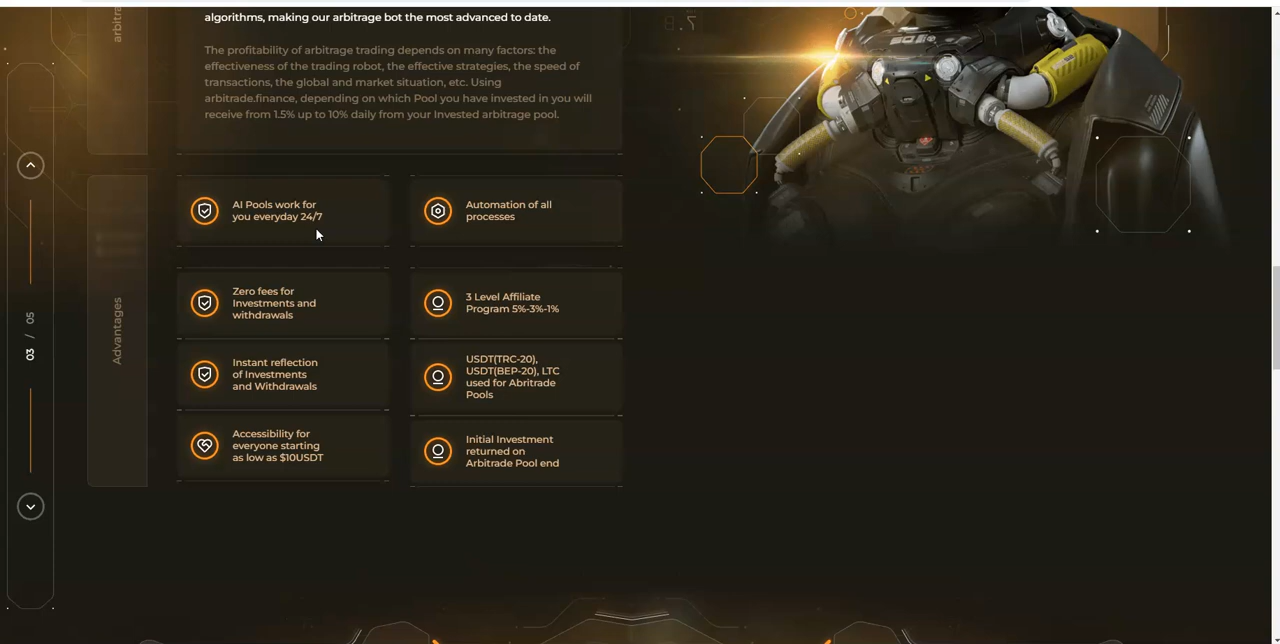 algorithms, making our arbitrage bot the most advanced to date.
The profitability of arbitrage trading depends on many factors: the
effectiveness of the trading robot, the effective strategies, the speed of
transactions, the global and market situation, etc. Using
arbitrade.finance, depending on which Pool you have invested in you will
receive from 1.5% up to 10% daily from your Invested arbitrage pool.
03 / 05
Advantages
AI Pools work for
you everyday 24/7
Automation of all
processes
Zero fees for
Investments and
withdrawals
3 Level Affiliate
Program 5%-3%-1%
Instant reflection
of Investments
and Withdrawals
USDT(TRC-20),
USDT(BEP-20), LTC
used for Abritrade
Pools
Accessibility for
everyone starting
as low as $10USDT
Initial Investment
returned on
Arbitrade Pool end